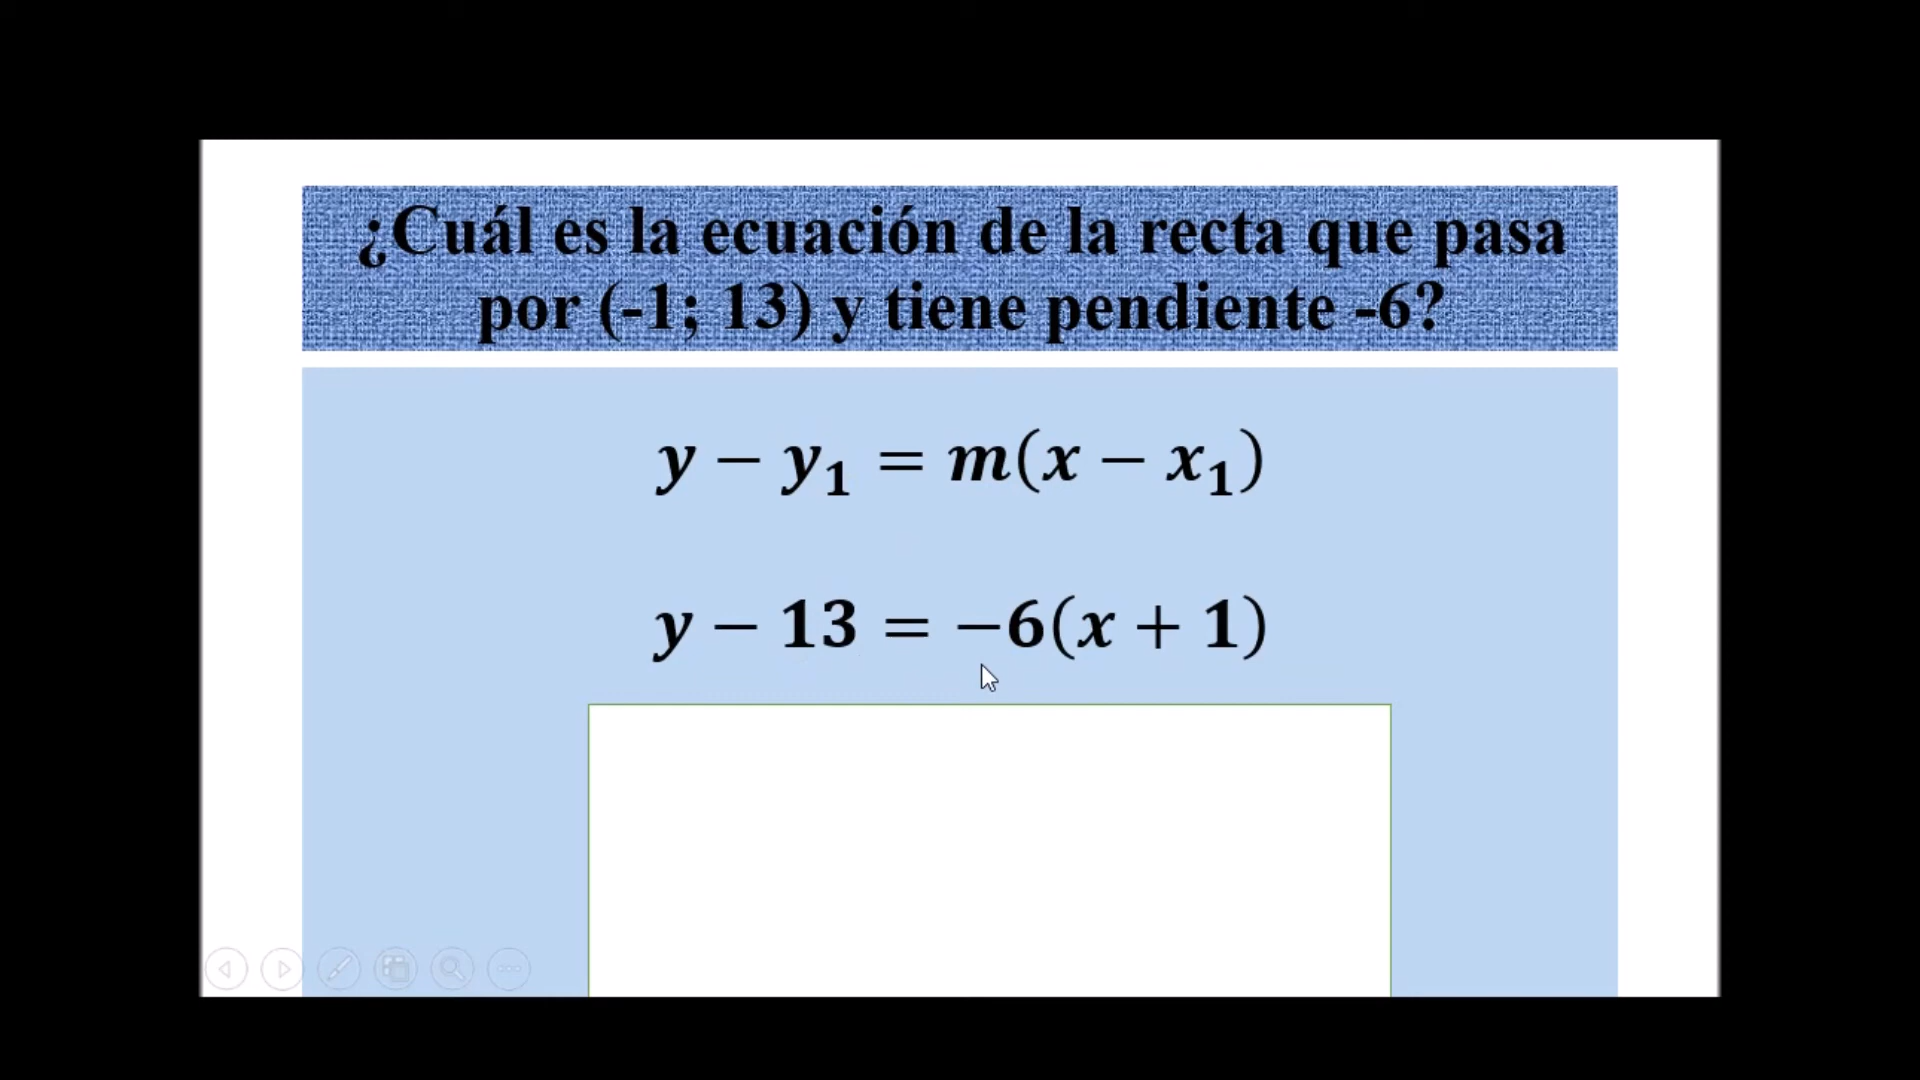 ¿Cuál es la ecuación de la recta que pasa
por (-1; 13) y tiene pendiente -6?
y − y₁ = m(x − x₁)
y − 13 = −6(x + 1)